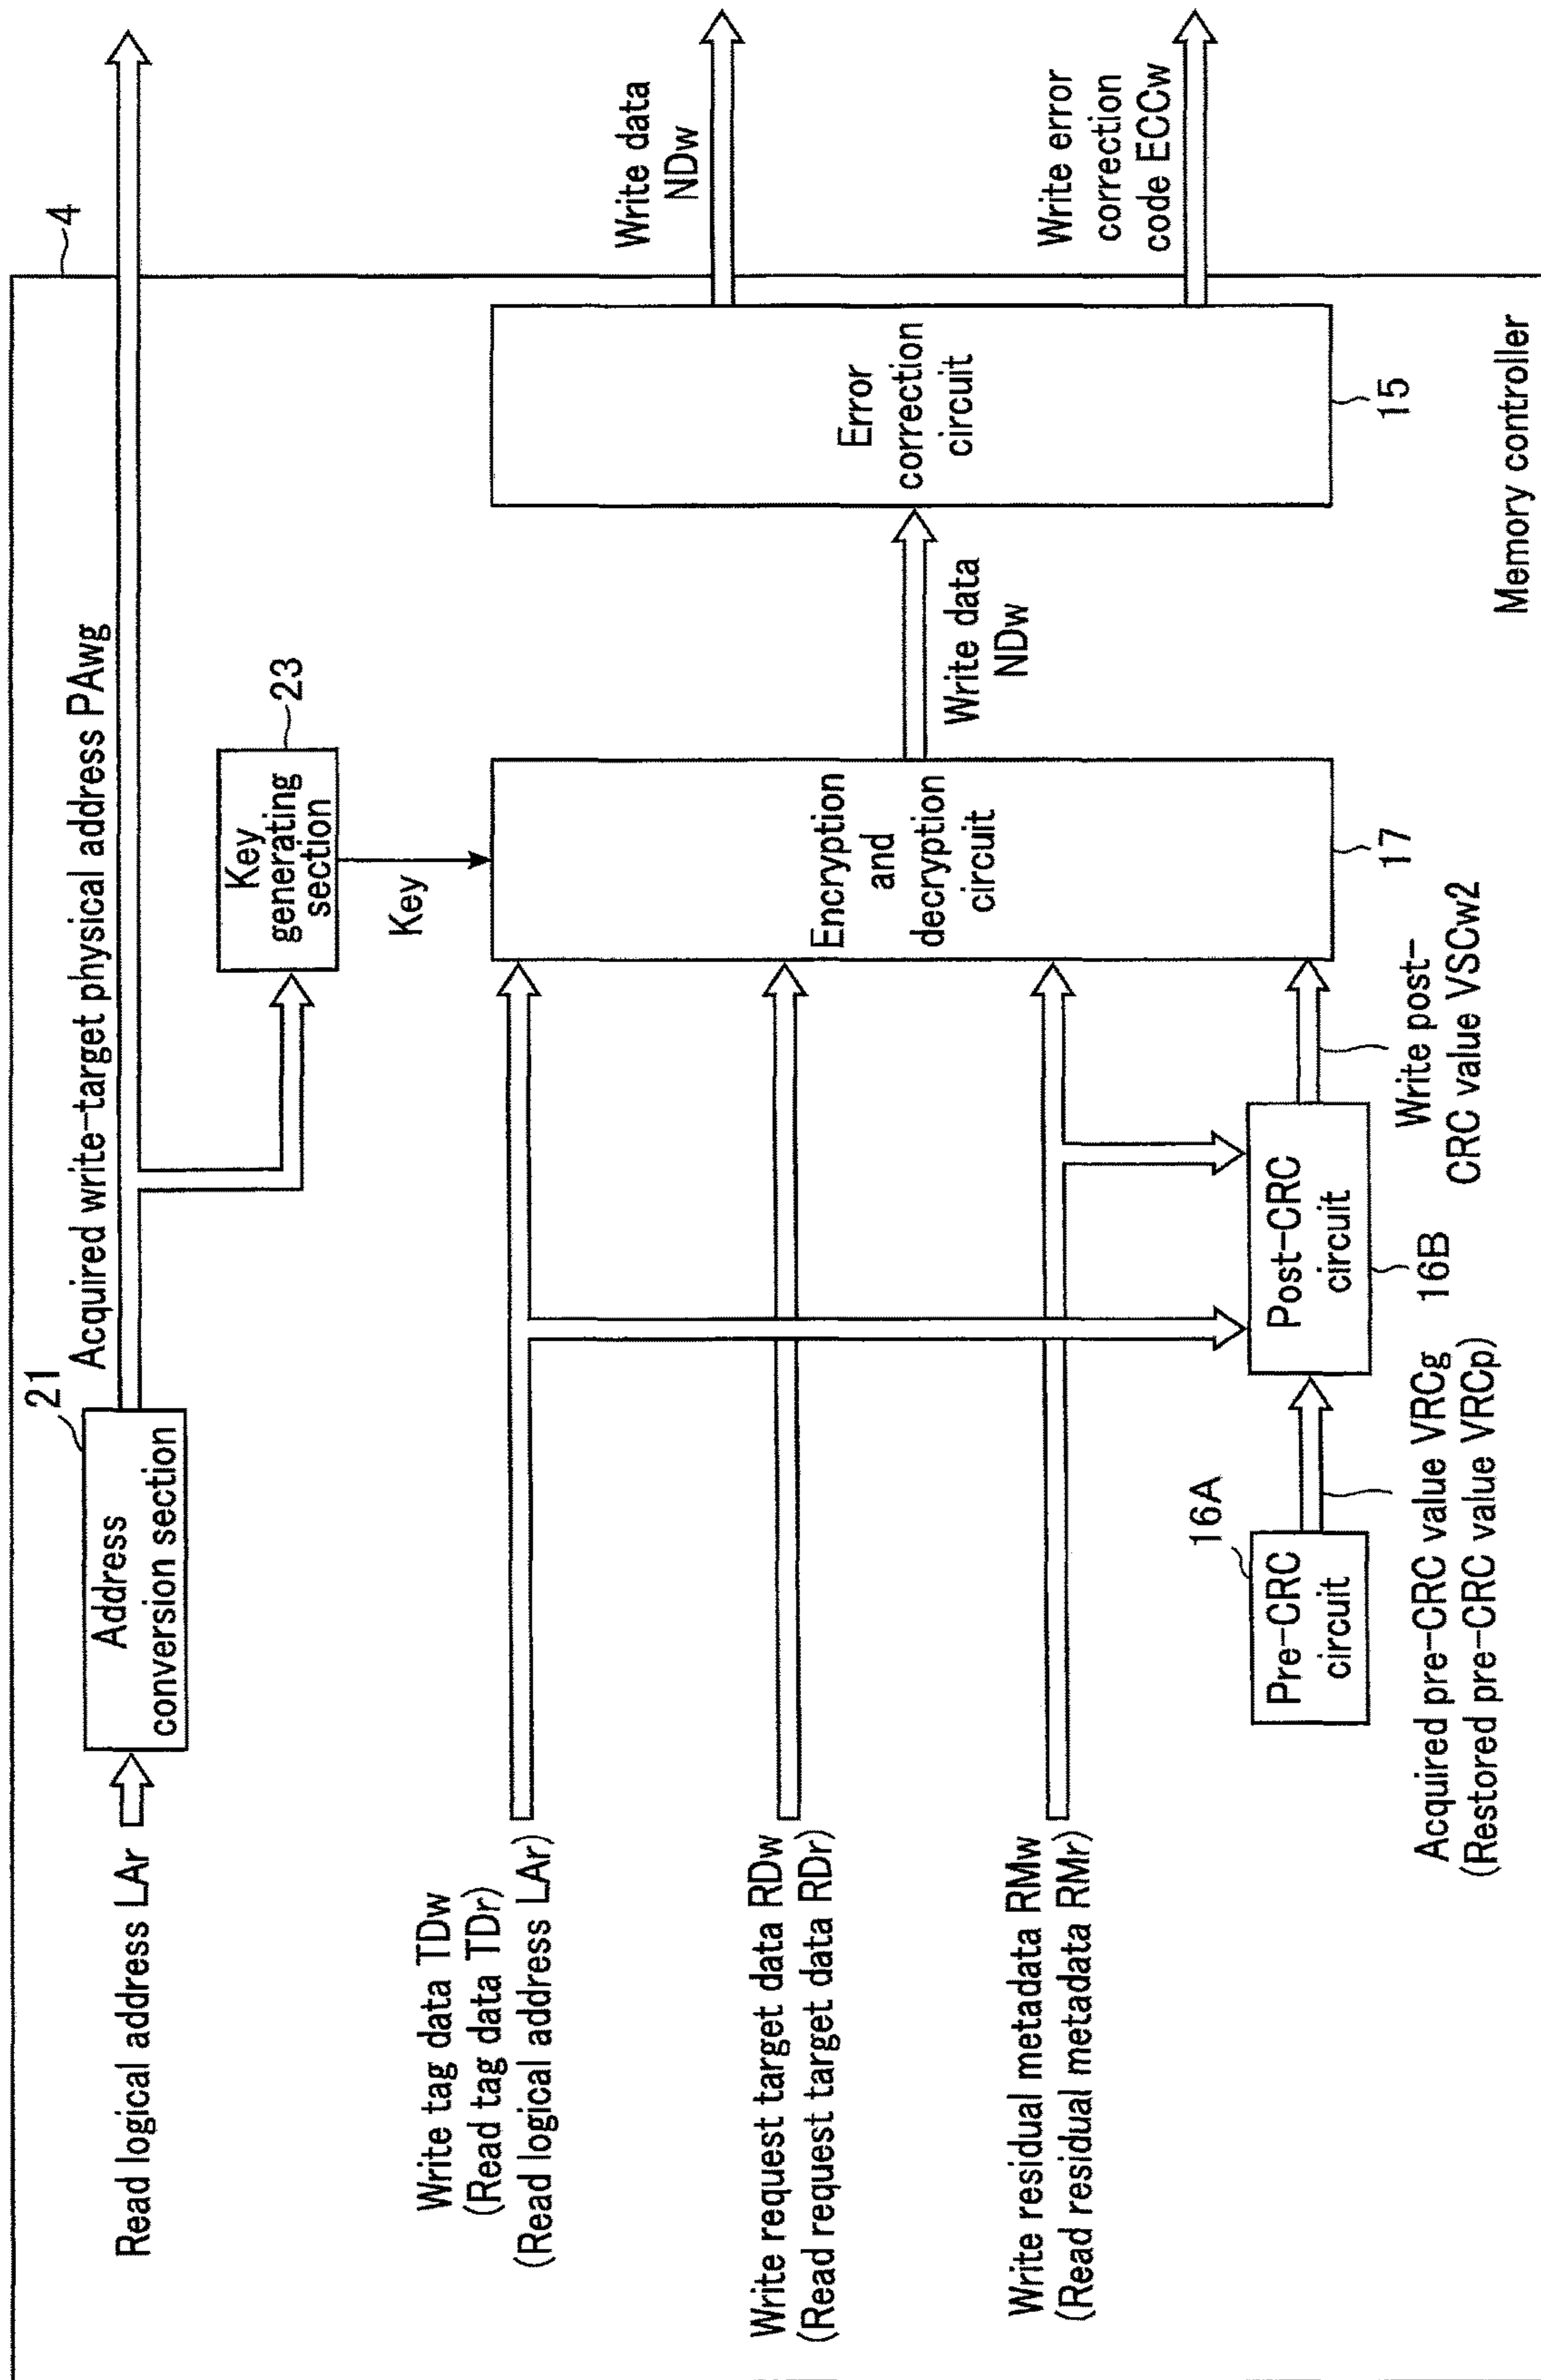 4
Read logical address LAr
21
Address
conversion section
Acquired write-target physical address PAwg
Key
generating
section
23
Key
Write tag data TDw
(Read tag data TDr)
(Read logical address LAr)
Write request target data RDw
(Read request target data RDr)
Write residual metadata RMw
(Read residual metadata RMr)
Encryption
and
decryption
circuit
17
Write data
NDw
Error
correction
circuit
15
Write data
NDw
Write error
correction
code ECCw
16A
Pre-CRC
circuit
Acquired pre-CRC value VRCg
(Restored pre-CRC value VRCp)
Post-CRC
circuit
16B
Write post-
CRC value VSCw2
Memory controller